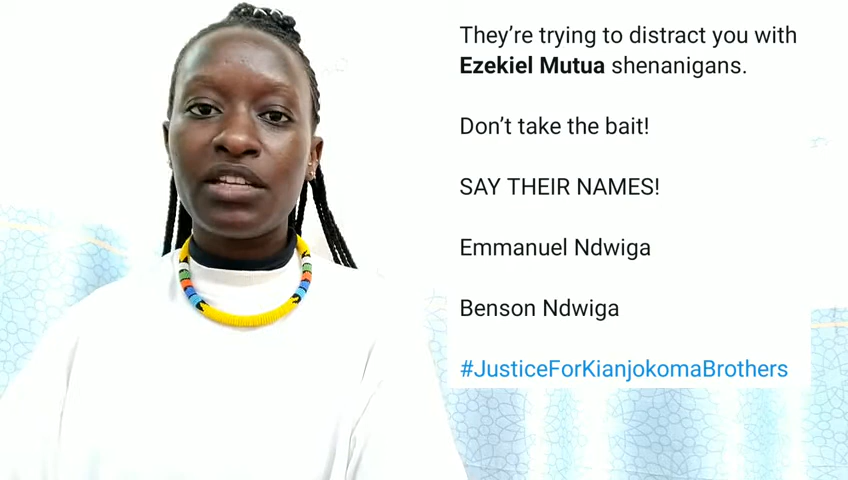 They’re trying to distract you with
Ezekiel Mutua shenanigans.
Don’t take the bait!
SAY THEIR NAMES!
Emmanuel Ndwiga
Benson Ndwiga
#JusticeForKianjokomaBrothers